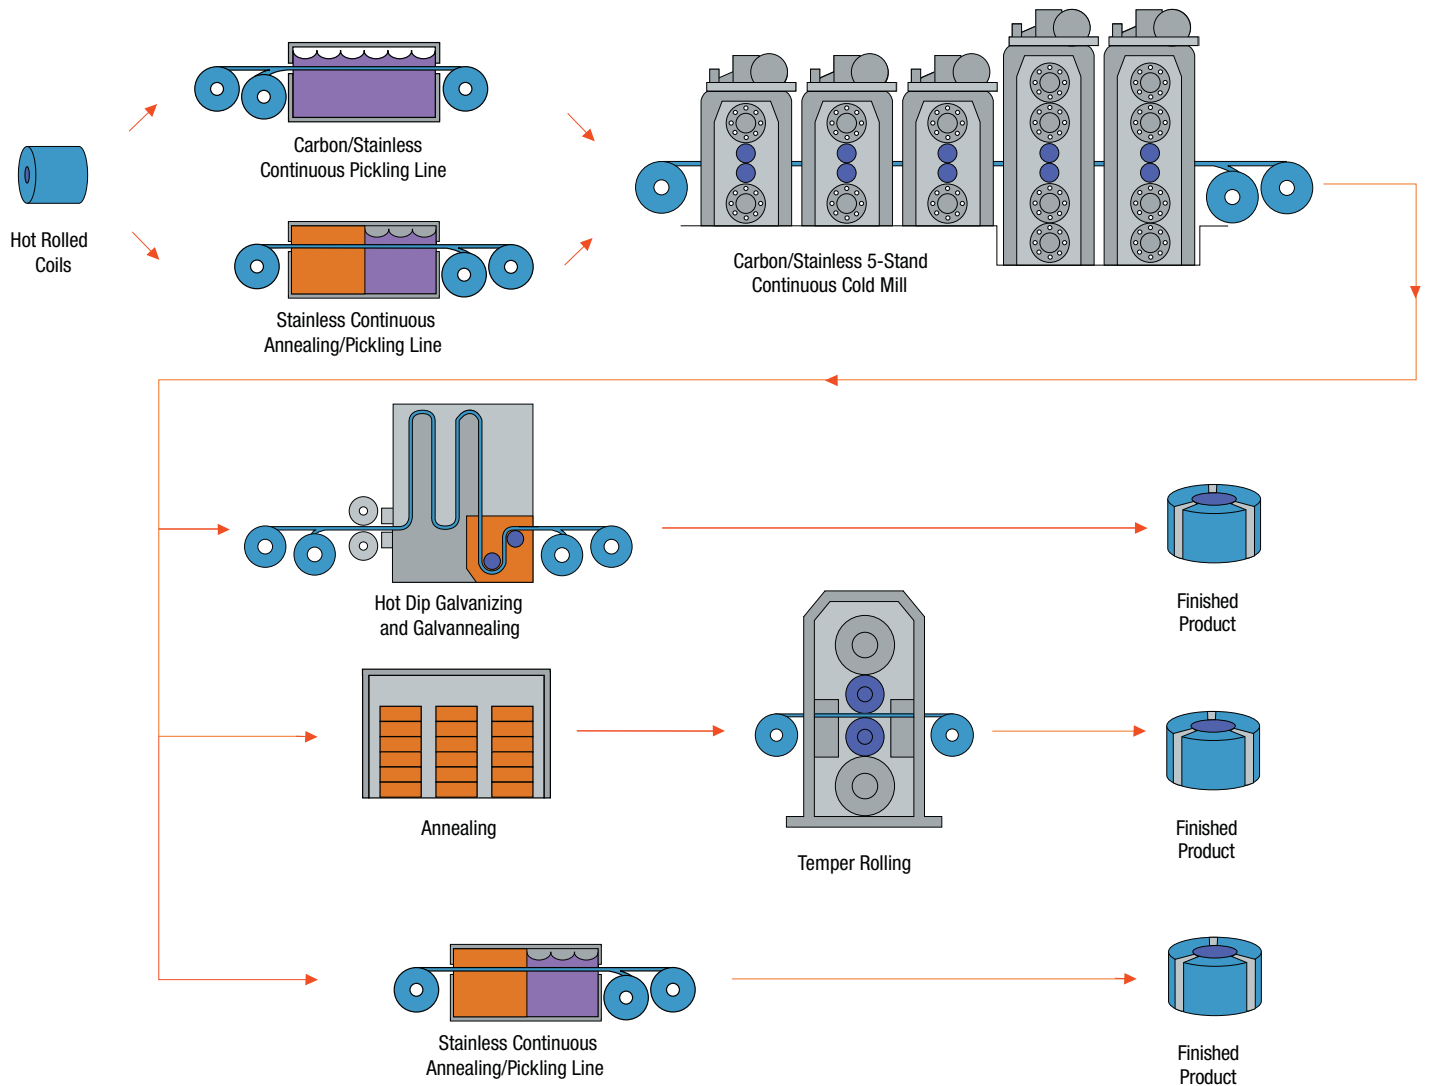 Carbon/Stainless
Continuous Pickling Line
Hot Rolled
Coils
Stainless Continuous
Annealing/Pickling Line
Carbon/Stainless 5-Stand
Continuous Cold Mill
Hot Dip Galvanizing
and Galvannealing
Finished
Product
Annealing
Temper Rolling
Finished
Product
Stainless Continuous
Annealing/Pickling Line
Finished
Product